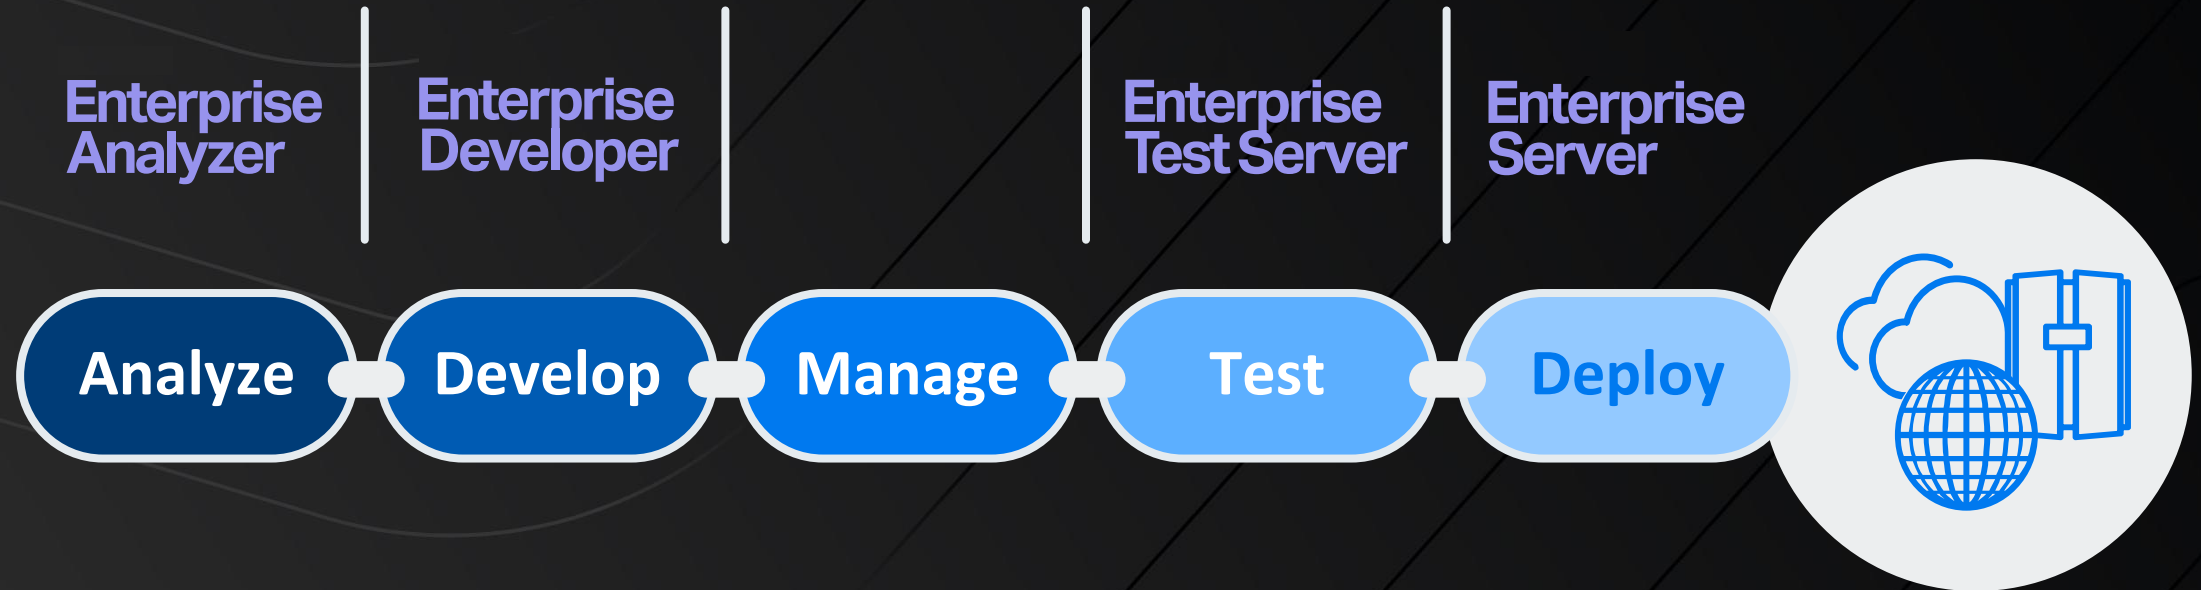 Enterprise
Analyzer
Enterprise
Developer
Enterprise
Test Server
Enterprise
Server
Analyze
Develop
Manage
Test
Deploy